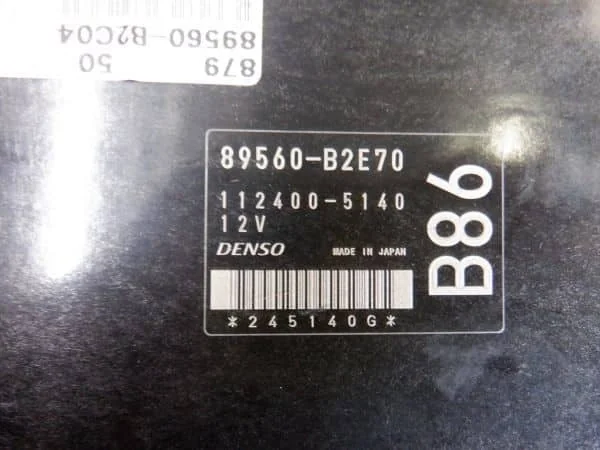 879 50
89560-B2C04
89560-B2E70
112400-5140
12V
DENSO MADE IN JAPAN
*245140G*
B86